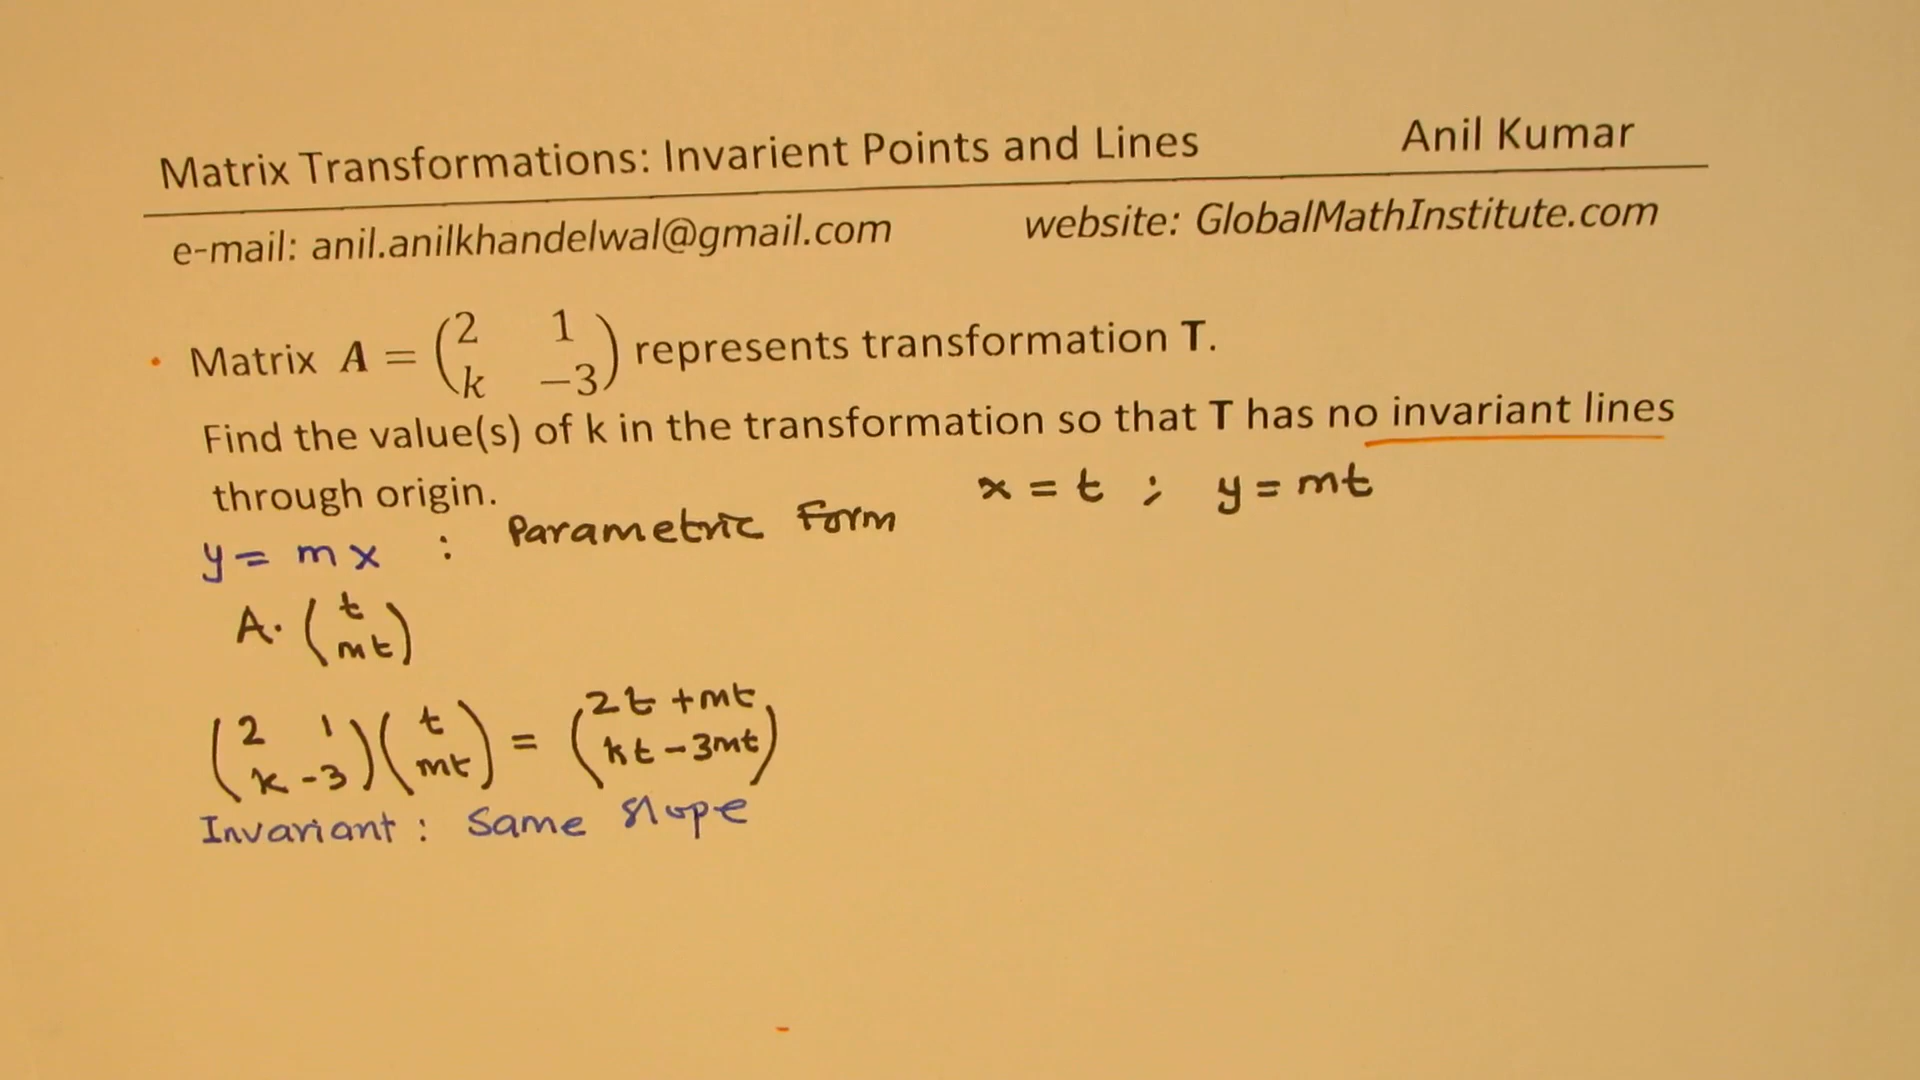 Matrix Transformations: Invarient Points and Lines Anil Kumar
e-mail: anil.anilkhandelwal@gmail.com website: GlobalMathInstitute.com
• Matrix A = (2 1
k −3) represents transformation T.
Find the value(s) of k in the transformation so that T has no invariant lines
through origin.
x = t ; y = mt
y = mx : Parametric Form
A. (t
mt)
(2 1
k -3) (t
mt) = (2t + mt
kt - 3mt)
Invariant : Same slope